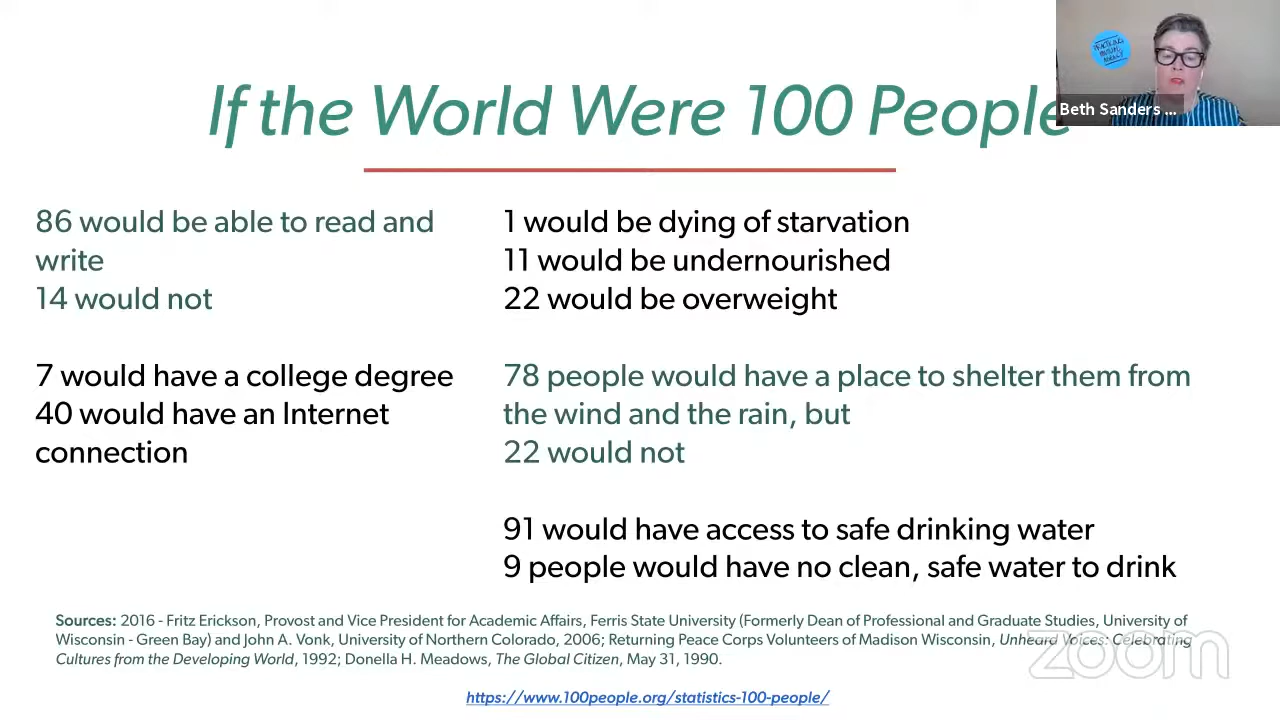 If the World Were 100 People
Beth Sanders ...
86 would be able to read and
write
14 would not
7 would have a college degree
40 would have an Internet
connection
1 would be dying of starvation
11 would be undernourished
22 would be overweight
78 people would have a place to shelter them from
the wind and the rain, but
22 would not
91 would have access to safe drinking water
9 people would have no clean, safe water to drink
Sources: 2016 - Fritz Erickson, Provost and Vice President for Academic Affairs, Ferris State University (Formerly Dean of Professional and Graduate Studies, University of
Wisconsin - Green Bay) and John A. Vonk, University of Northern Colorado, 2006; Returning Peace Corps Volunteers of Madison Wisconsin, Unheard Voices: Celebrating
Cultures from the Developing World, 1992; Donella H. Meadows, The Global Citizen, May 31, 1990.
zoom
https://www.100people.org/statistics-100-people/